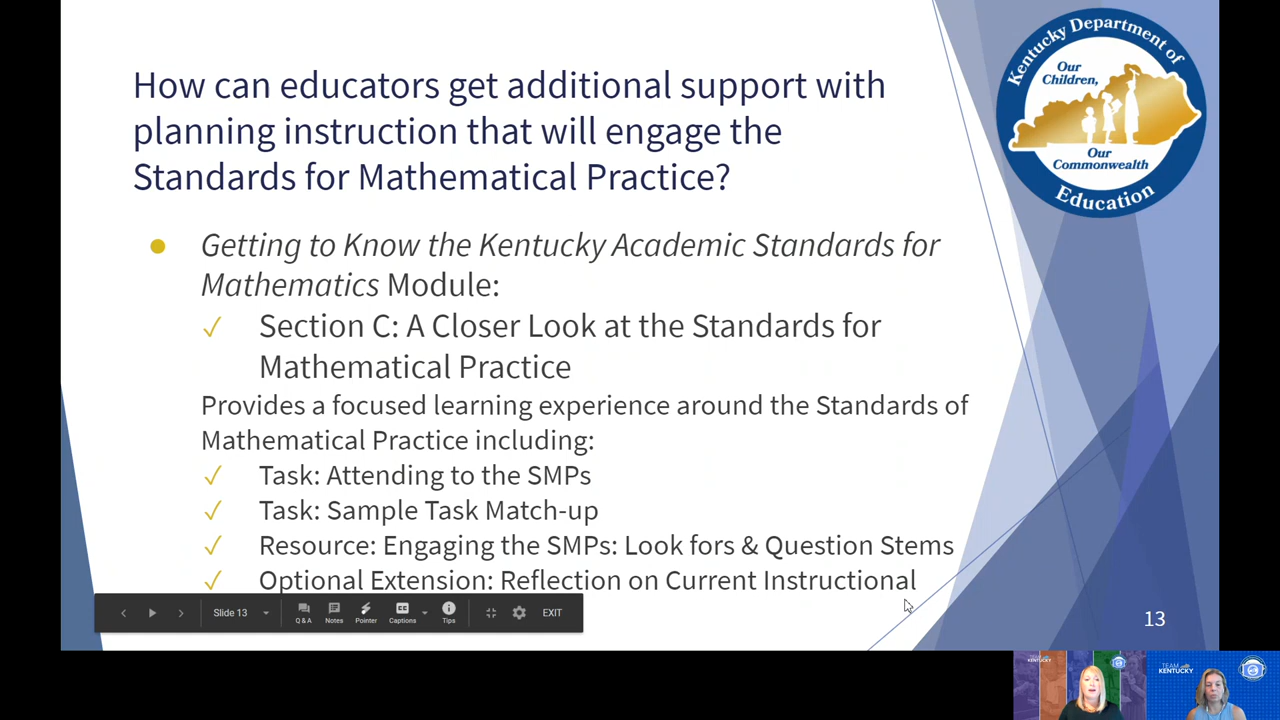 How can educators get additional support with
planning instruction that will engage the
Standards for Mathematical Practice?
Kentucky Department of
Our
Children,
Our
Commonwealth
Education
Getting to Know the Kentucky Academic Standards for
Mathematics Module:
✓ Section C: A Closer Look at the Standards for
Mathematical Practice
Provides a focused learning experience around the Standards of
Mathematical Practice including:
✓ Task: Attending to the SMPs
✓ Task: Sample Task Match-up
✓ Resource: Engaging the SMPs: Look fors & Question Stems
✓ Optional Extension: Reflection on Current Instructional
Slide 13
Q & A
Notes
Pointer
CC
Captions
Tips
EXIT
13
KENTUCKY
TEAM
KENTUCKY